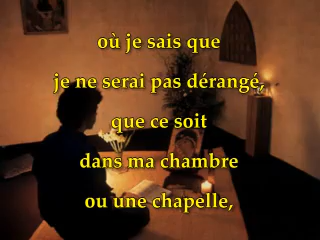 où je sais que
je ne serai pas dérangé,
que ce soit
dans ma chambre
ou une chapelle,